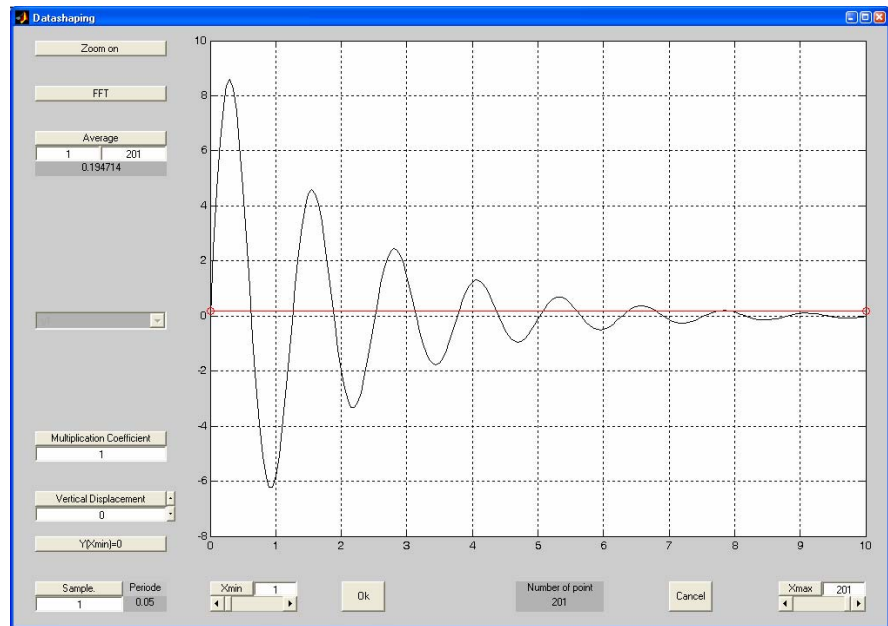 Datashaping
Zoom on
FFT
Average
1 201
0.194714
Multiplication Coefficient
1
Vertical Displacement
0
Y(Xmin)=0
Sample. Periode
1 0.05
10
8
6
4
2
0
-2
-4
-6
-8
0 1 2 3 4 5 6 7 8 9 10
Xmin 1
Ok
Number of point
201
Cancel
Xmax 201